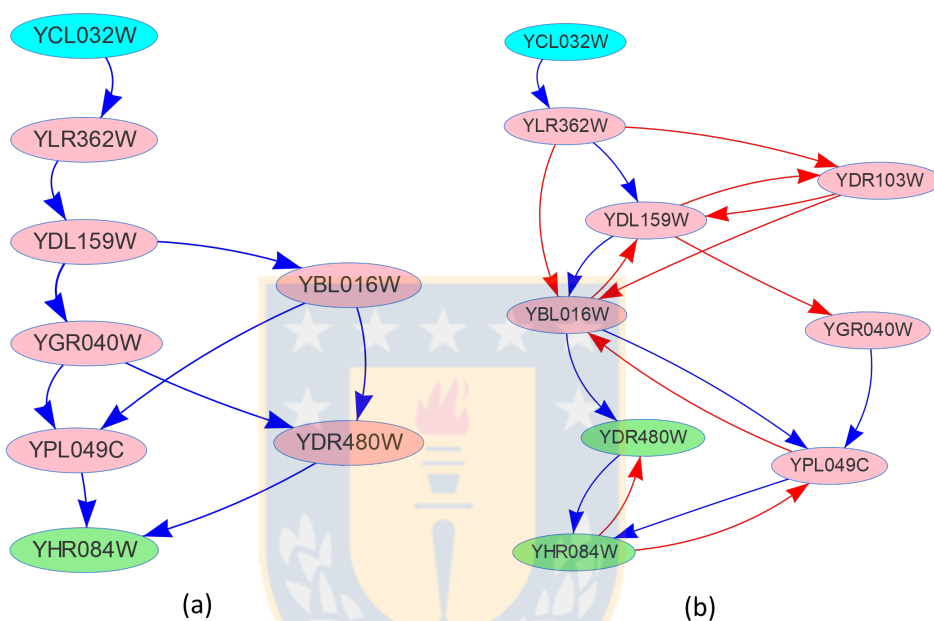 YCL032W
YLR362W
YDL159W
YBL016W
YGR040W
YPL049C
YDR480W
YHR084W
(a)
YCL032W
YLR362W
YDR103W
YDL159W
YBL016W
YGR040W
YDR480W
YPL049C
YHR084W
(b)